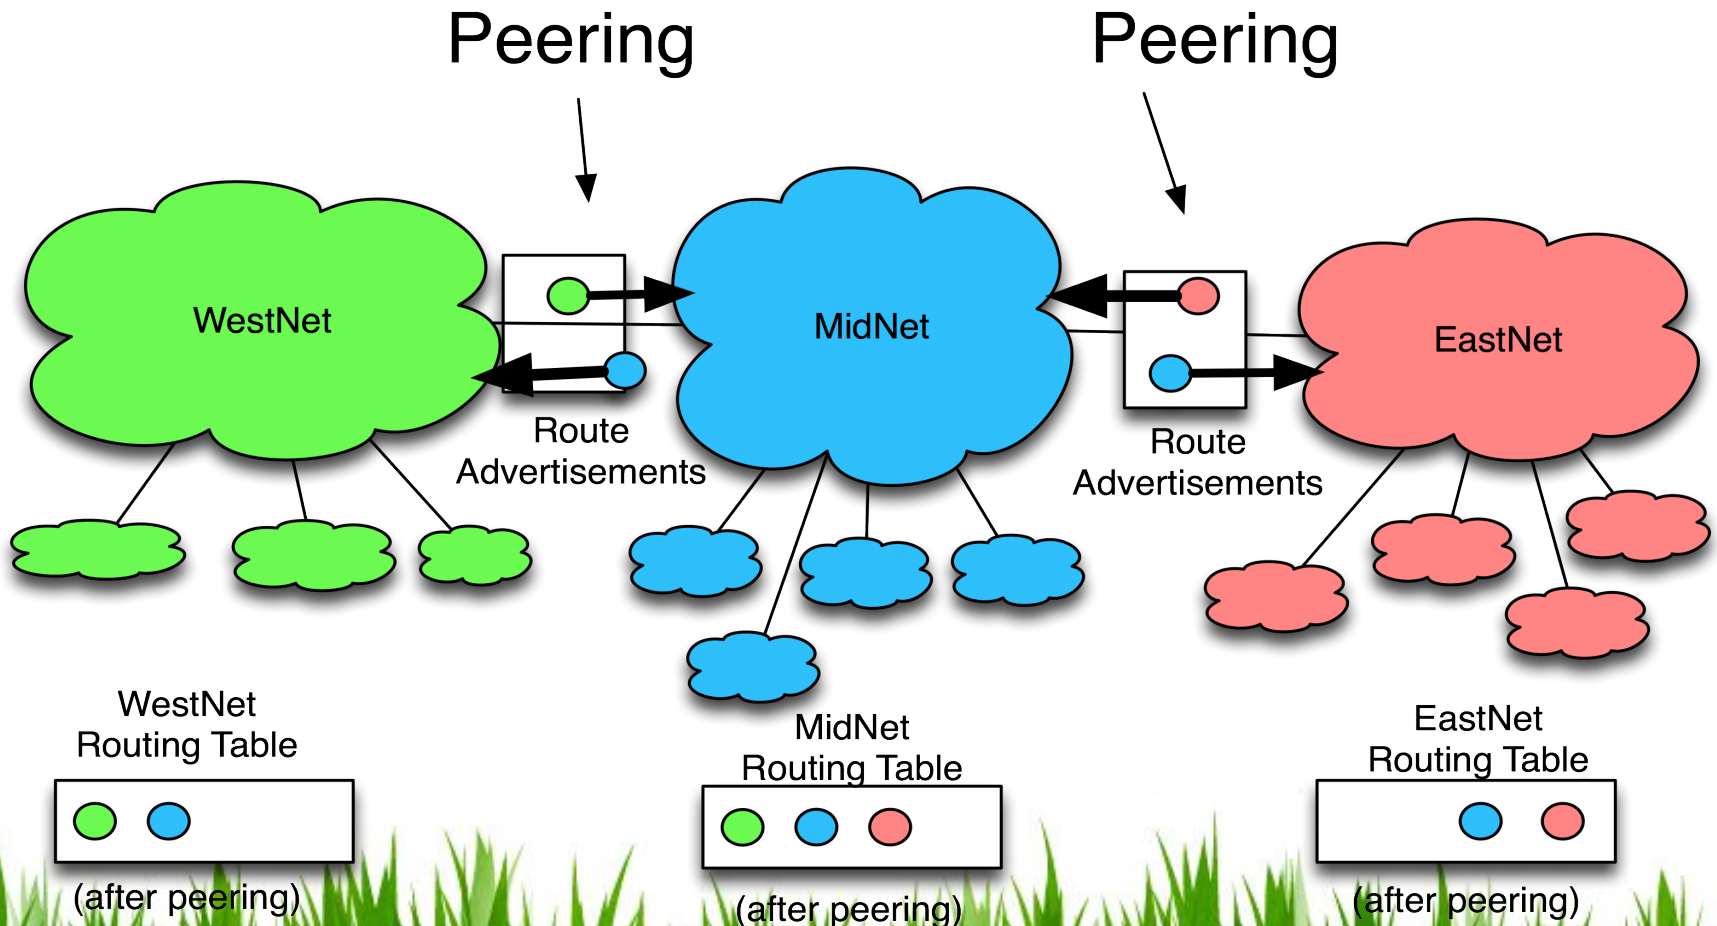 Peering
Peering
WestNet
MidNet
EastNet
Route
Advertisements
Route
Advertisements
WestNet
Routing Table
(after peering)
MidNet
Routing Table
(after peering)
EastNet
Routing Table
(after peering)